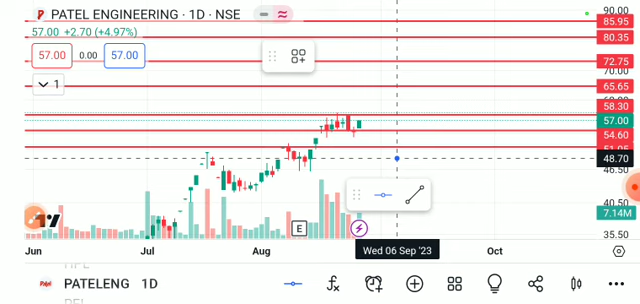 PATEL ENGINEERING · 1D · NSE
57.00 +2.70 (+4.97%)
57.00 0.00 57.00
1
90.00
85.95
80.35
72.75
70.00
65.65
58.30
57.00
54.60
51.05
48.70
46.50
40.50
7.14M
35.50
E
Jun Jul Aug Wed 06 Sep '23 Oct
PATELENG 1D